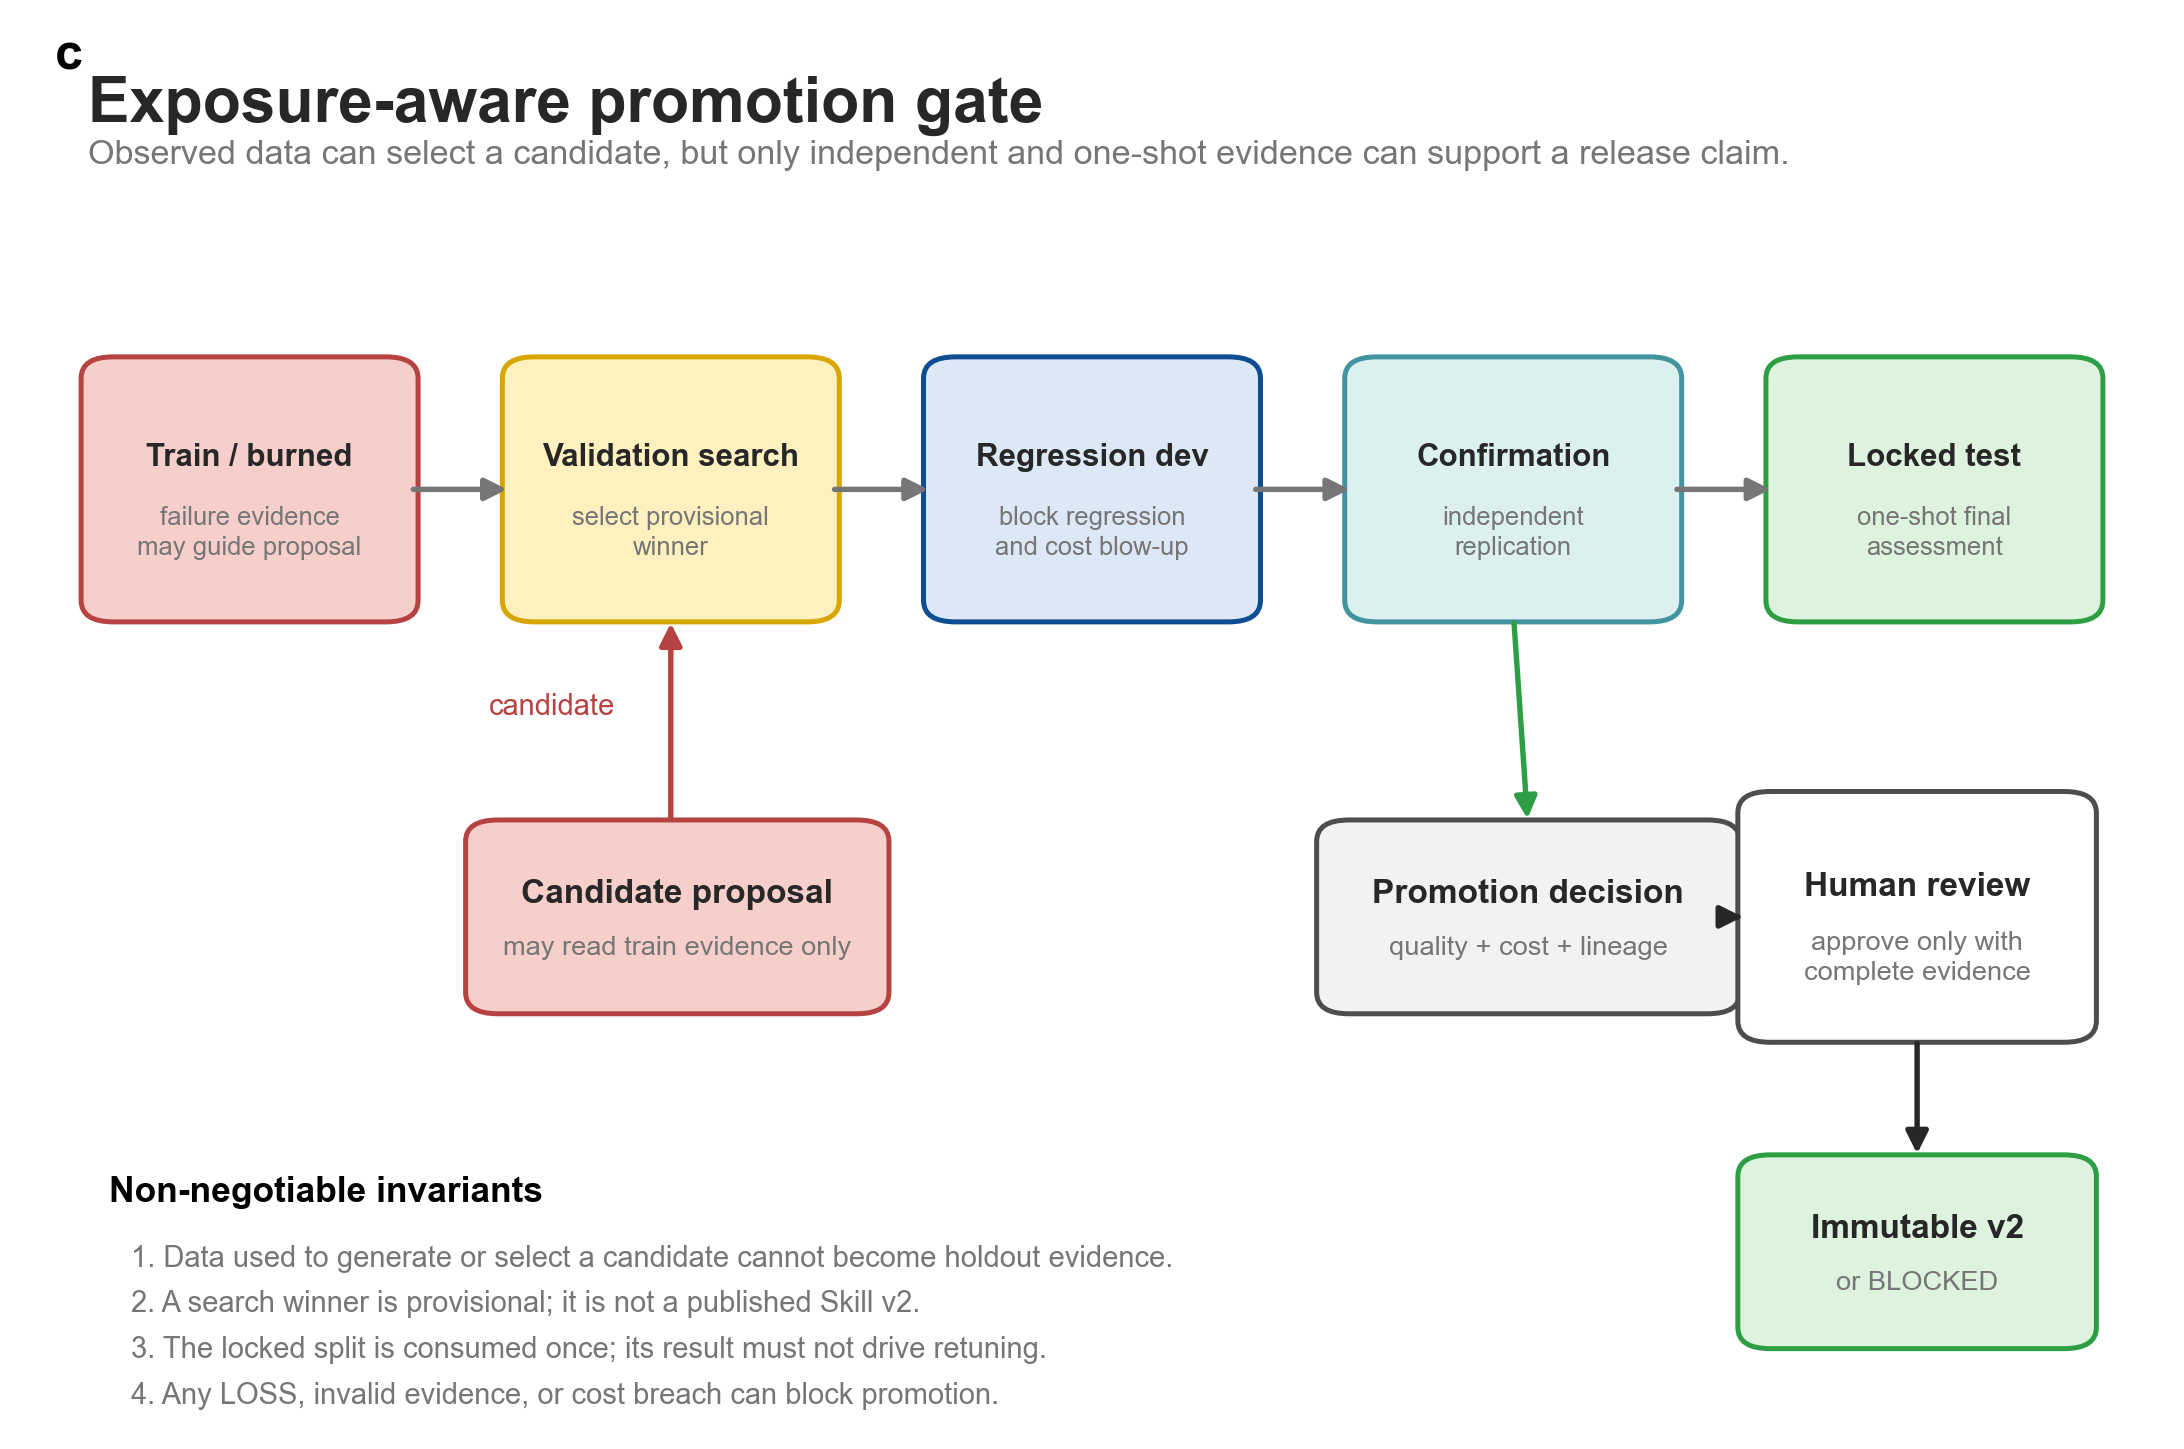 c
Exposure-aware promotion gate
Observed data can select a candidate, but only independent and one-shot evidence can support a release claim.
Train / burned
failure evidence
may guide proposal
Validation search
select provisional
winner
Regression dev
block regression
and cost blow-up
Confirmation
independent
replication
Locked test
one-shot final
assessment
candidate
Candidate proposal
may read train evidence only
Promotion decision
quality + cost + lineage
Human review
approve only with
complete evidence
Immutable v2
or BLOCKED
Non-negotiable invariants
1. Data used to generate or select a candidate cannot become holdout evidence.
2. A search winner is provisional; it is not a published Skill v2.
3. The locked split is consumed once; its result must not drive retuning.
4. Any LOSS, invalid evidence, or cost breach can block promotion.